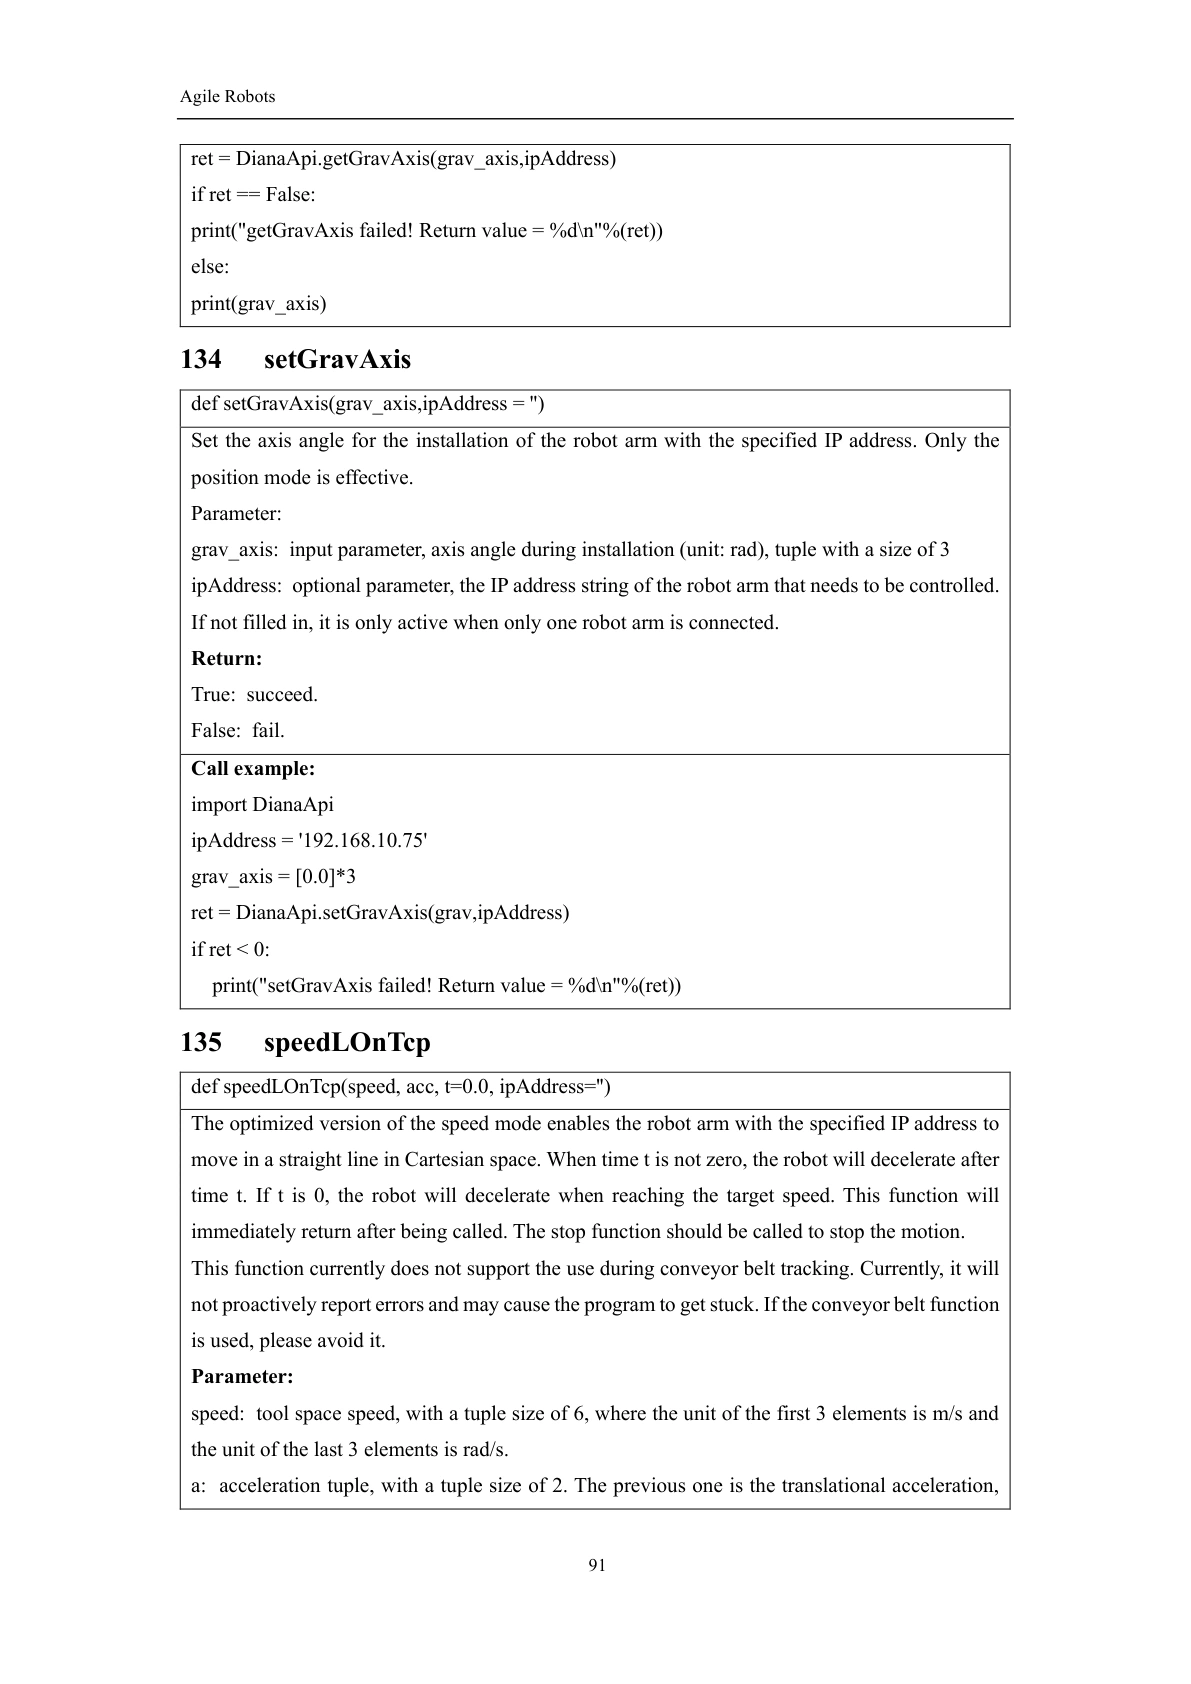 Agile Robots
ret = DianaApi.getGravAxis(grav_axis,ipAddress)
if ret == False:
print("getGravAxis failed! Return value = %d\n"%(ret))
else:
print(grav_axis)
134 setGravAxis
def setGravAxis(grav_axis,ipAddress = '')
Set the axis angle for the installation of the robot arm with the specified IP address. Only the
position mode is effective.
Parameter:
grav_axis: input parameter, axis angle during installation (unit: rad), tuple with a size of 3
ipAddress: optional parameter, the IP address string of the robot arm that needs to be controlled.
If not filled in, it is only active when only one robot arm is connected.
Return:
True: succeed.
False: fail.
Call example:
import DianaApi
ipAddress = '192.168.10.75'
grav_axis = [0.0]*3
ret = DianaApi.setGravAxis(grav,ipAddress)
if ret < 0:
print("setGravAxis failed! Return value = %d\n"%(ret))
135 speedLOnTcp
def speedLOnTcp(speed, acc, t=0.0, ipAddress='')
The optimized version of the speed mode enables the robot arm with the specified IP address to
move in a straight line in Cartesian space. When time t is not zero, the robot will decelerate after
time t. If t is 0, the robot will decelerate when reaching the target speed. This function will
immediately return after being called. The stop function should be called to stop the motion.
This function currently does not support the use during conveyor belt tracking. Currently, it will
not proactively report errors and may cause the program to get stuck. If the conveyor belt function
is used, please avoid it.
Parameter:
speed: tool space speed, with a tuple size of 6, where the unit of the first 3 elements is m/s and
the unit of the last 3 elements is rad/s.
a: acceleration tuple, with a tuple size of 2. The previous one is the translational acceleration,
91